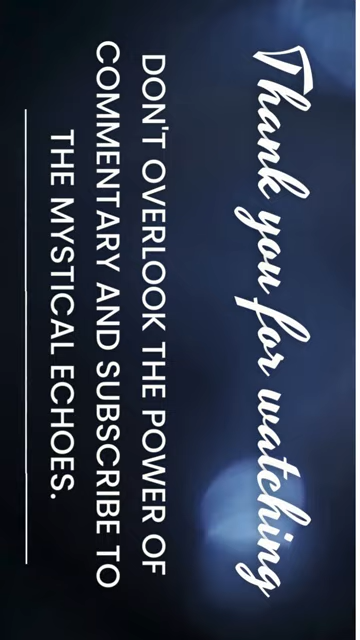 Thank you for watching
DON'T OVERLOOK THE POWER OF
COMMENTARY AND SUBSCRIBE TO
THE MYSTICAL ECHOES.